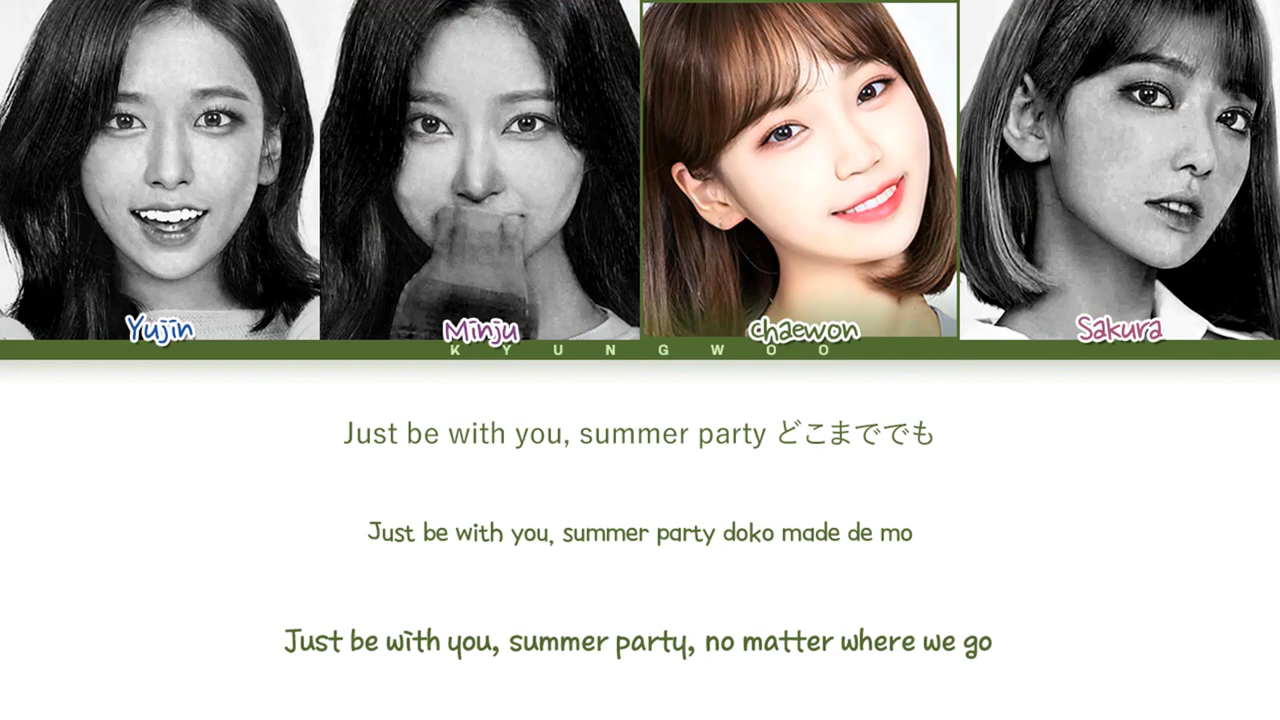 Yujin Minju chaewon Sakura
KYUNGWOO
Just be with you, summer party どこまででも
Just be with you, summer party doko made de mo
Just be with you, summer party, no matter where we go